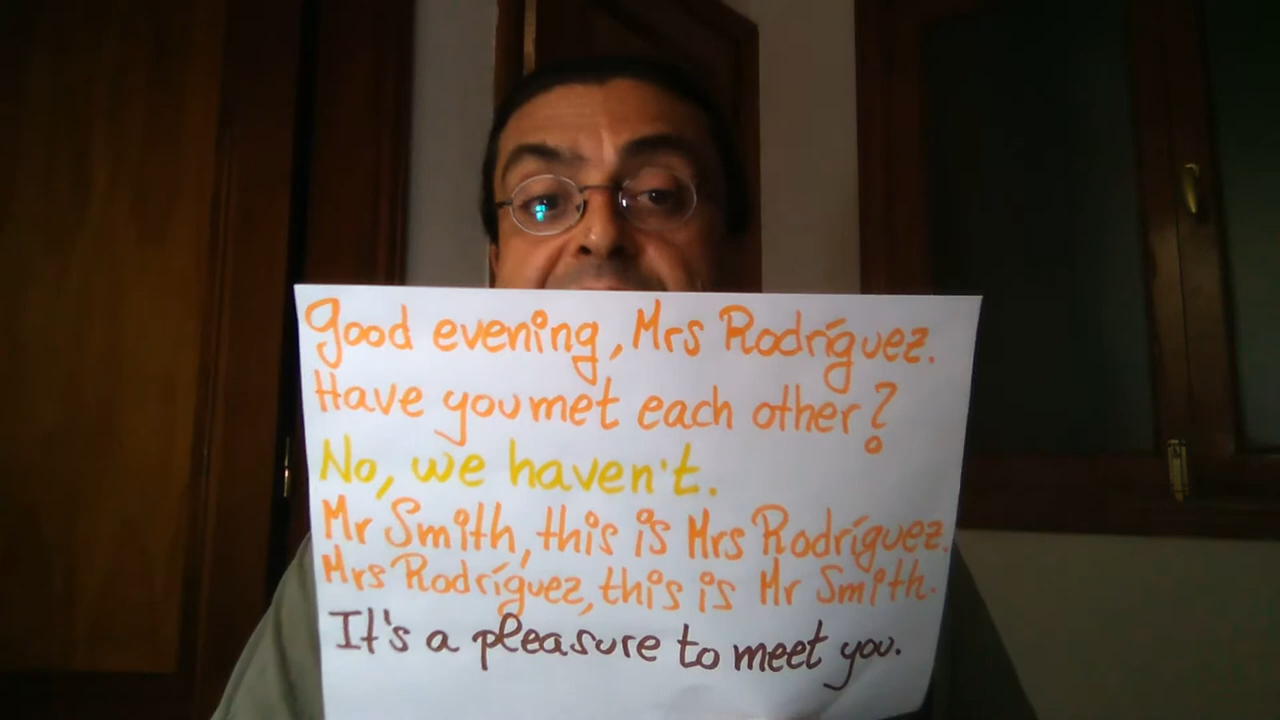 Good evening, Mrs Rodríguez.
Have you met each other?
No, we haven't.
Mr Smith, this is Mrs Rodríguez.
Mrs Rodríguez, this is Mr Smith.
It's a pleasure to meet you.